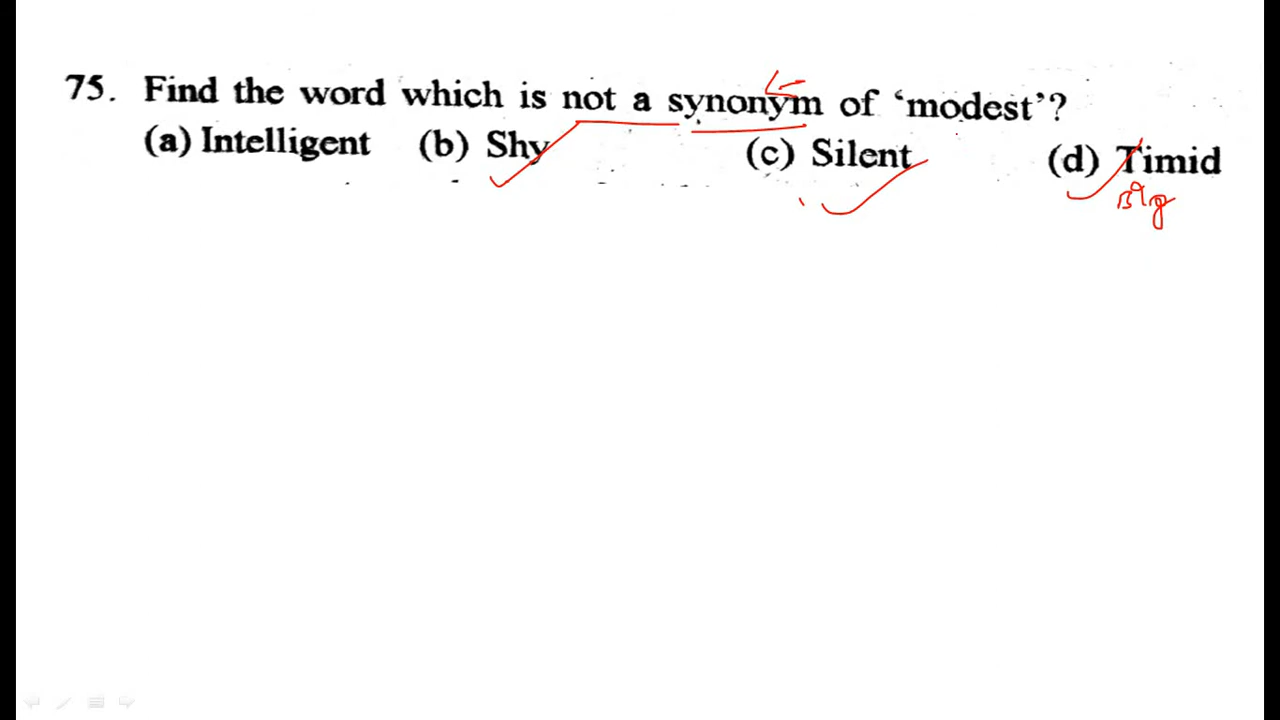 75. Find the word which is not a synonym of ‘modest’?
(a) Intelligent (b) Shy (c) Silent (d) Timid